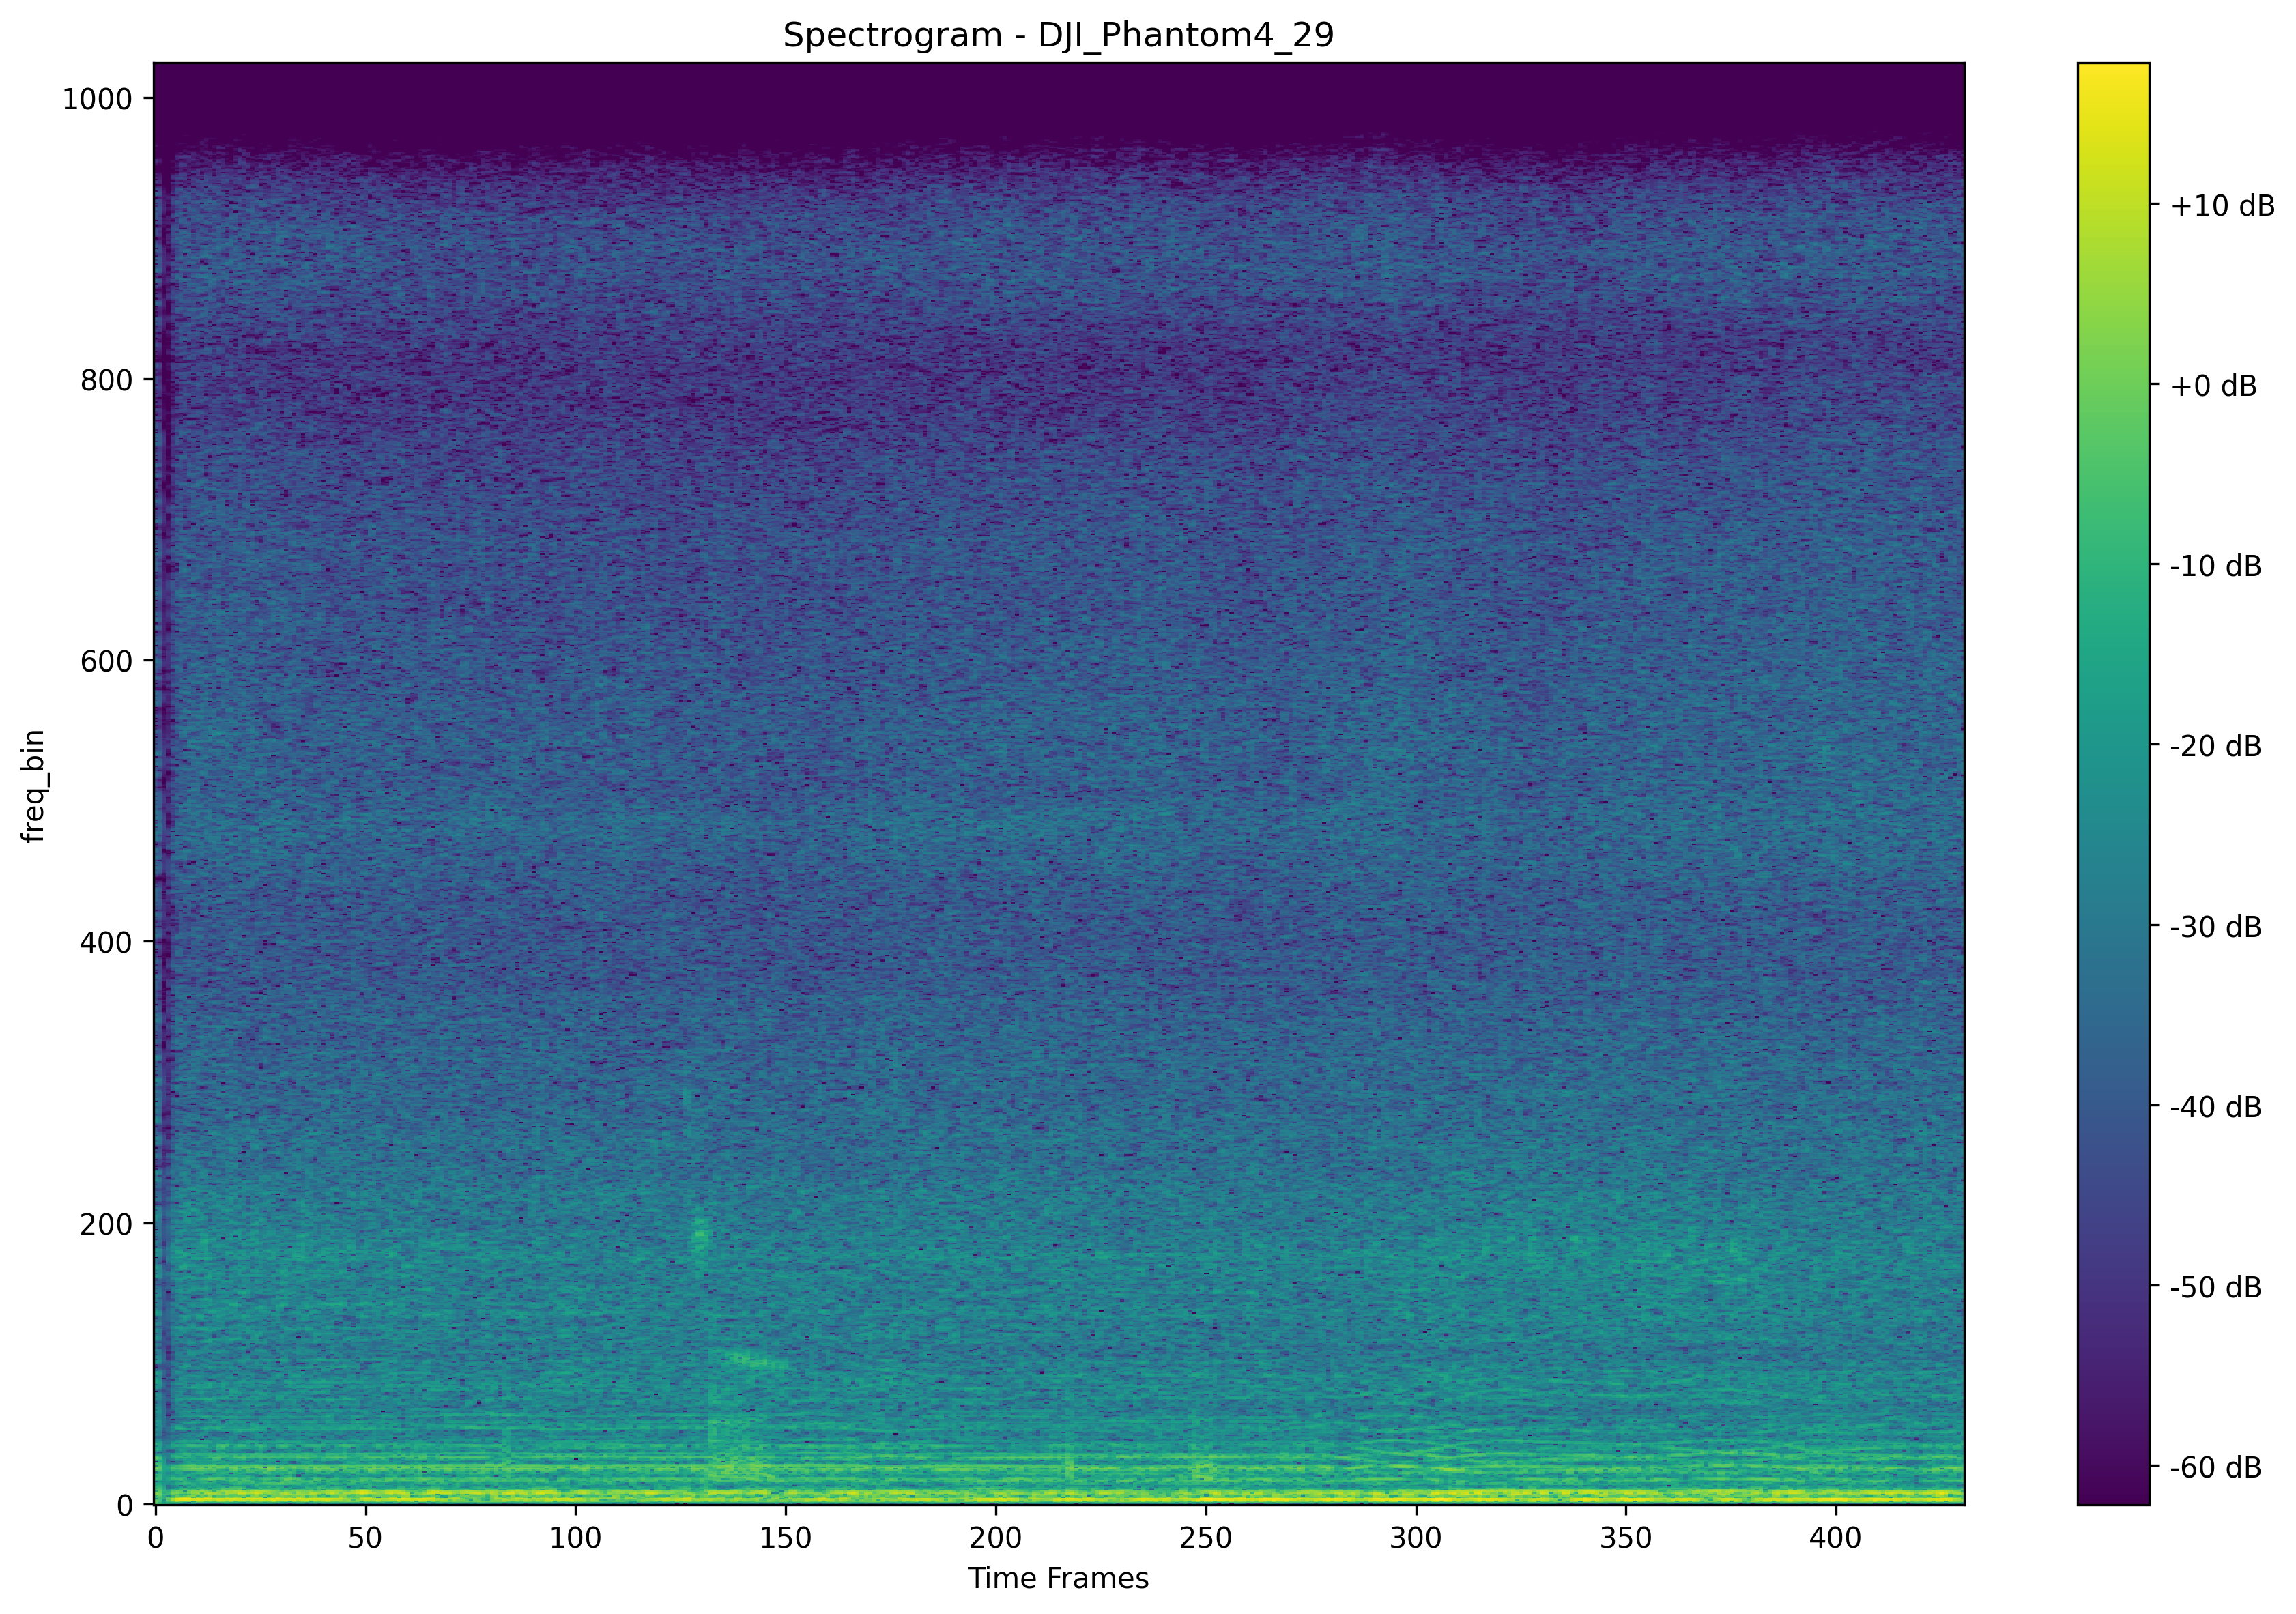 Spectrogram - DJI_Phantom4_29
1000
800
600
400
200
0
freq_bin
0 50 100 150 200 250 300 350 400
Time Frames
+10 dB
+0 dB
-10 dB
-20 dB
-30 dB
-40 dB
-50 dB
-60 dB